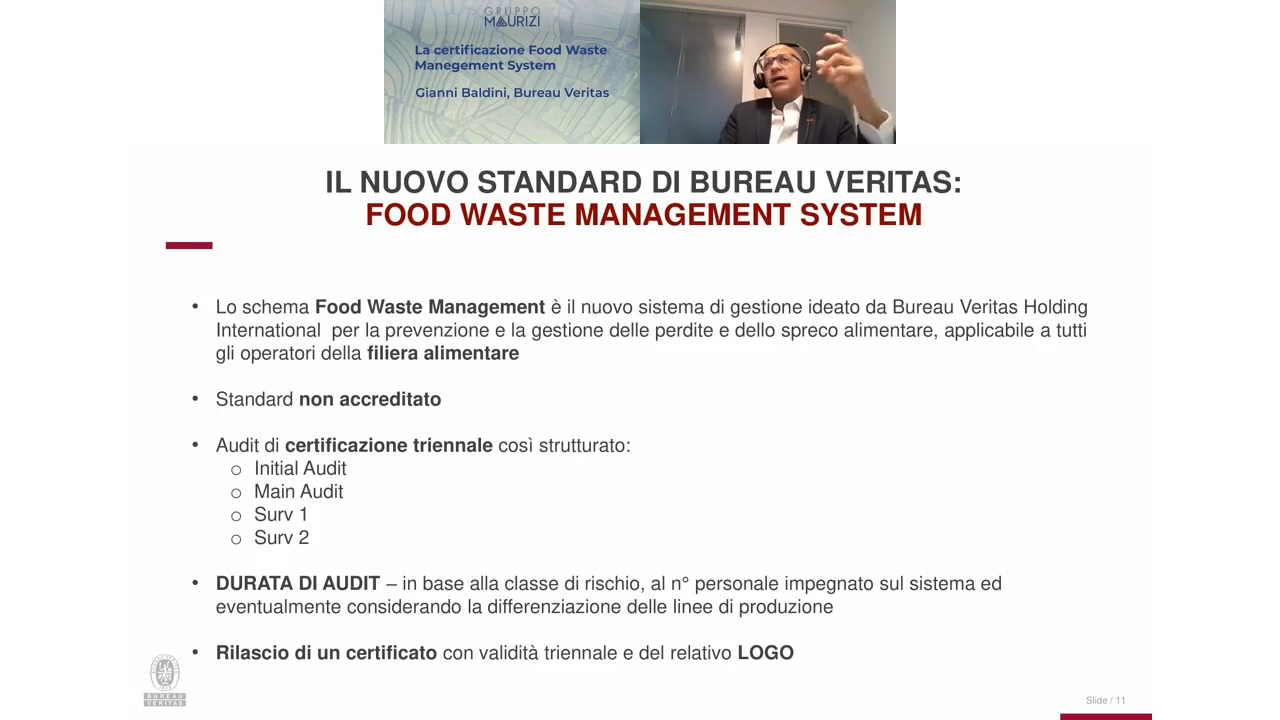 GRUPPO
MAURIZI
La certificazione Food Waste
Manegement System
Gianni Baldini, Bureau Veritas
IL NUOVO STANDARD DI BUREAU VERITAS:
FOOD WASTE MANAGEMENT SYSTEM
• Lo schema Food Waste Management è il nuovo sistema di gestione ideato da Bureau Veritas Holding
International per la prevenzione e la gestione delle perdite e dello spreco alimentare, applicabile a tutti
gli operatori della filiera alimentare
• Standard non accreditato
• Audit di certificazione triennale così strutturato:
o Initial Audit
o Main Audit
o Surv 1
o Surv 2
• DURATA DI AUDIT – in base alla classe di rischio, al n° personale impegnato sul sistema ed
eventualmente considerando la differenziazione delle linee di produzione
• Rilascio di un certificato con validità triennale e del relativo LOGO
BUREAU
VERITAS
Slide / 11